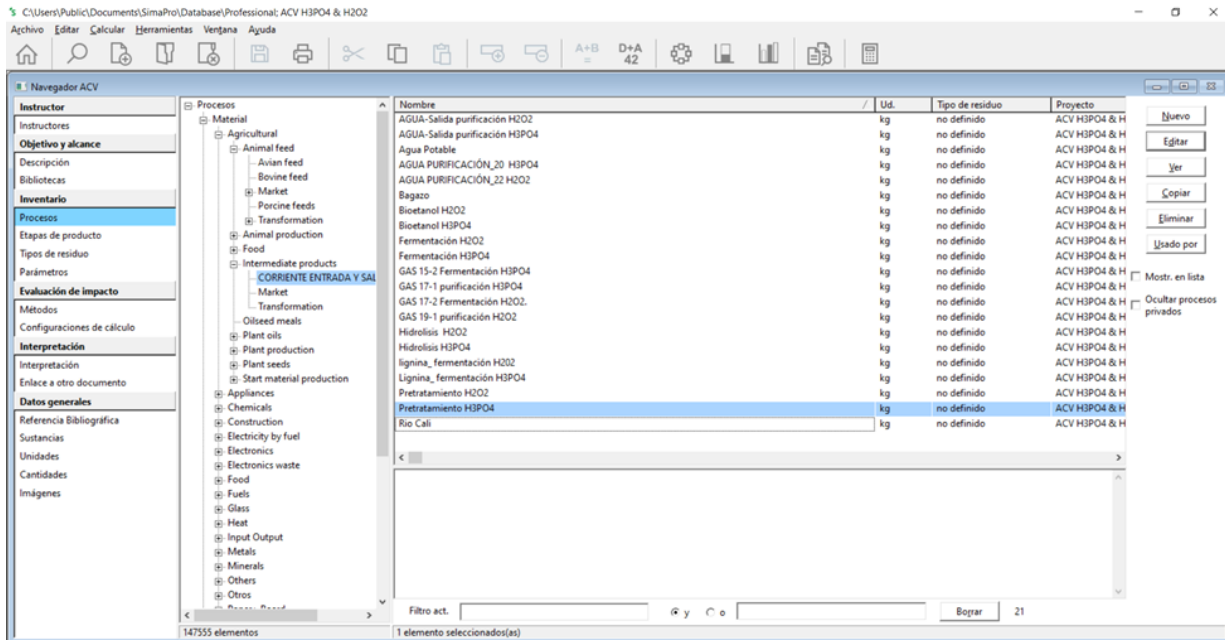 C:\Users\Public\Documents\SimaPro\Database\Professional; ACV H3PO4 & H2O2
Archivo Editar Calcular Herramientas Ventana Ayuda
A+B =
D+A 42
Navegador ACV
Instructor
Instructores
Objetivo y alcance
Descripción
Bibliotecas
Inventario
Procesos
Etapas de producto
Tipos de residuo
Parámetros
Evaluación de impacto
Métodos
Configuraciones de cálculo
Interpretación
Interpretación
Enlace a otro documento
Datos generales
Referencia Bibliográfica
Sustancias
Unidades
Cantidades
Imágenes
Procesos
Material
Agricultural
Animal feed
Avian feed
Bovine feed
Market
Porcine feeds
Transformation
Animal production
Food
Intermediate products
CORRIENTE ENTRADA Y SAL
Market
Transformation
Oilseed meals
Plant oils
Plant production
Plant seeds
Start material production
Appliances
Chemicals
Construction
Electricity by fuel
Electronics
Electronics waste
Food
Fuels
Glass
Heat
Input Output
Metals
Minerals
Others
Otros
147555 elementos
Nombre / Ud. Tipo de residuo Proyecto
AGUA-Salida purificación H2O2 kg no definido ACV H3PO4 & H
AGUA-Salida purificación H3PO4 kg no definido ACV H3PO4 & H
Agua Potable kg no definido ACV H3PO4 & H
AGUA PURIFICACIÓN_20 H3PO4 kg no definido ACV H3PO4 & H
AGUA PURIFICACIÓN_22 H2O2 kg no definido ACV H3PO4 & H
Bagazo kg no definido ACV H3PO4 & H
Bioetanol H2O2 kg no definido ACV H3PO4 & H
Bioetanol H3PO4 kg no definido ACV H3PO4 & H
Fermentación H2O2 kg no definido ACV H3PO4 & H
Fermentación H3PO4 kg no definido ACV H3PO4 & H
GAS 15-2 Fermentación H3PO4 kg no definido ACV H3PO4 & H
GAS 17-1 purificación H3PO4 kg no definido ACV H3PO4 & H
GAS 17-2 Fermentación H2O2. kg no definido ACV H3PO4 & H
GAS 19-1 purificación H2O2 kg no definido ACV H3PO4 & H
Hidrolisis H2O2 kg no definido ACV H3PO4 & H
Hidrolisis H3PO4 kg no definido ACV H3PO4 & H
lignina_ fermentación H202 kg no definido ACV H3PO4 & H
Lignina_ fermentación H3PO4 kg no definido ACV H3PO4 & H
Pretratamiento H2O2 kg no definido ACV H3PO4 & H
Pretratamiento H3PO4 kg no definido ACV H3PO4 & H
Rio Cali kg no definido ACV H3PO4 & H
Filtro act. y o Borrar 21
1 elemento seleccionados(as)
Nuevo
Editar
Ver
Copiar
Eliminar
Usado por
Mostr. en lista
Ocultar procesos
privados